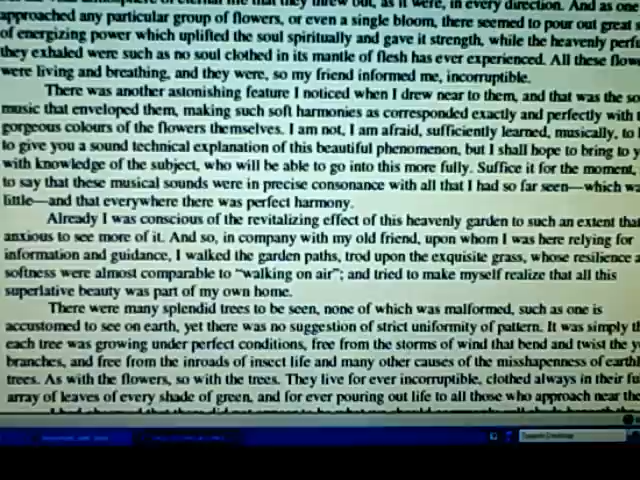 approached any particular group of flowers, or even a single bloom, there seemed to pour out great
of energizing power which uplifted the soul spiritually and gave it strength, while the heavenly perf
they exhaled were such as no soul clothed in its mantle of flesh has ever experienced. All these flow
were living and breathing, and they were, so my friend informed me, incorruptible.
There was another astonishing feature I noticed when I drew near to them, and that was the so
music that enveloped them, making such soft harmonies as corresponded exactly and perfectly with t
gorgeous colours of the flowers themselves. I am not, I am afraid, sufficiently learned, musically, to
to give you a sound technical explanation of this beautiful phenomenon, but I shall hope to bring to y
with knowledge of the subject, who will be able to go into this more fully. Suffice it for the moment,
to say that these musical sounds were in precise consonance with all that I had so far seen—which wa
little—and that everywhere there was perfect harmony.
Already I was conscious of the revitalizing effect of this heavenly garden to such an extent that
anxious to see more of it. And so, in company with my old friend, upon whom I was here relying for
information and guidance, I walked the garden paths, trod upon the exquisite grass, whose resilience a
softness were almost comparable to “walking on air”; and tried to make myself realize that all this
superlative beauty was part of my own home.
There were many splendid trees to be seen, none of which was malformed, such as one is
accustomed to see on earth, yet there was no suggestion of strict uniformity of pattern. It was simply th
each tree was growing under perfect conditions, free from the storms of wind that bend and twist the y
branches, and free from the inroads of insect life and many other causes of the misshapenness of earthl
trees. As with the flowers, so with the trees. They live for ever incorruptible, clothed always in their fu
array of leaves of every shade of green, and for ever pouring out life to all those who approach near the